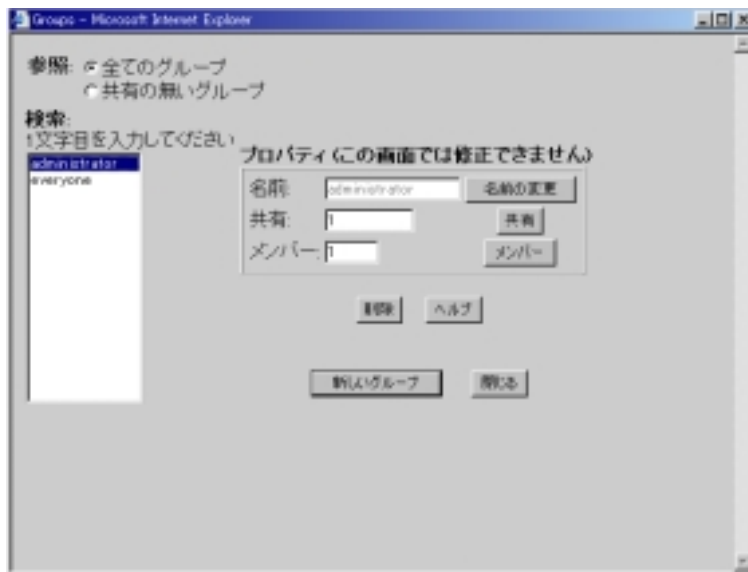 Groups - Microsoft Internet Explorer
参照: 全てのグループ
共有の無いグループ
検索:
1文字目を入力してください
administrator
everyone
プロパティ(この画面では修正できません)
名前: administrator 名前の変更
共有: 1 共有
メンバー: 1 メンバー
削除 ヘルプ
新しいグループ 閉じる